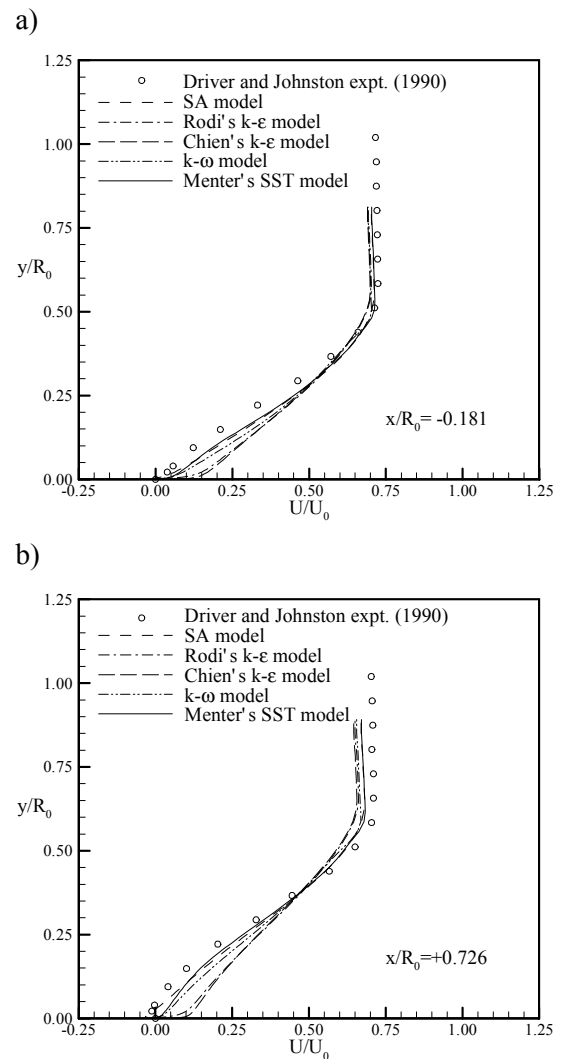 a)
1.25
Driver and Johnston expt. (1990)
SA model
Rodi's k-ε model
1.00
Chien's k-ε model
k-ω model
Menter's SST model
0.75
y/R₀
0.50
0.25
x/R₀= -0.181
0.00
-0.25 0.00 0.25 0.50 0.75 1.00 1.25
U/U₀
b)
1.25
Driver and Johnston expt. (1990)
SA model
Rodi's k-ε model
1.00
Chien's k-ε model
k-ω model
Menter's SST model
0.75
y/R₀
0.50
0.25
x/R₀=+0.726
0.00
-0.25 0.00 0.25 0.50 0.75 1.00 1.25
U/U₀